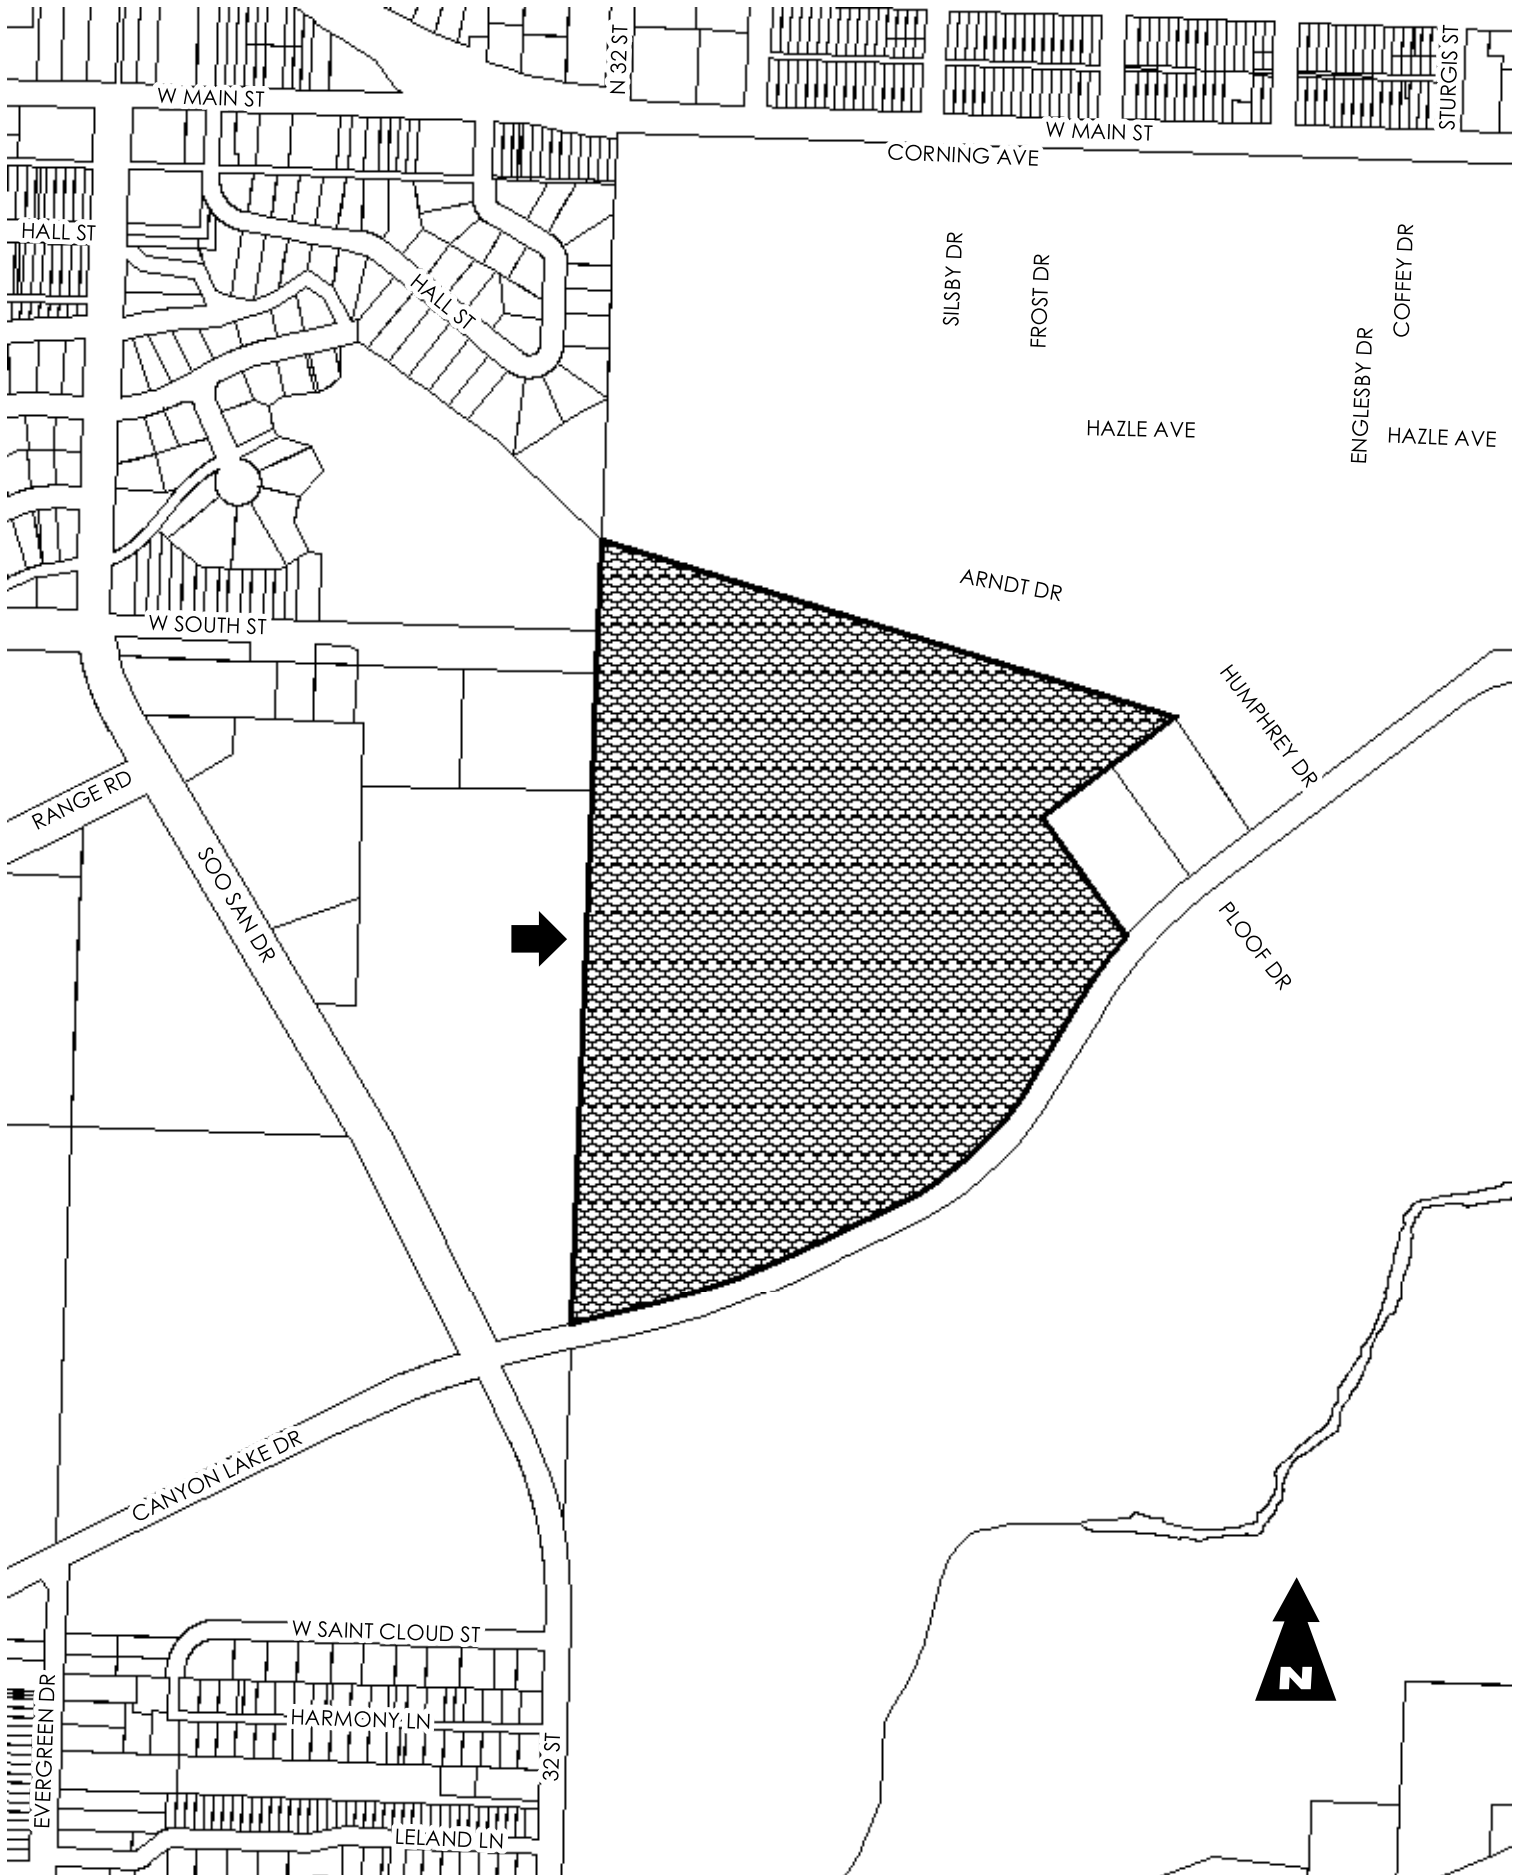 N 32 ST
STURGIS ST
W MAIN ST
W MAIN ST
CORNING AVE
HALL ST
SILSBY DR
FROST DR
COFFEY DR
HALL ST
ENGLESBY DR
HAZLE AVE
HAZLE AVE
ARNDT DR
W SOUTH ST
HUMPHREY DR
RANGE RD
SOO SAN DR
PLOOF DR
CANYON LAKE DR
W SAINT CLOUD ST
N
EVERGREEN DR
HARMONY LN
32 ST
LELAND LN